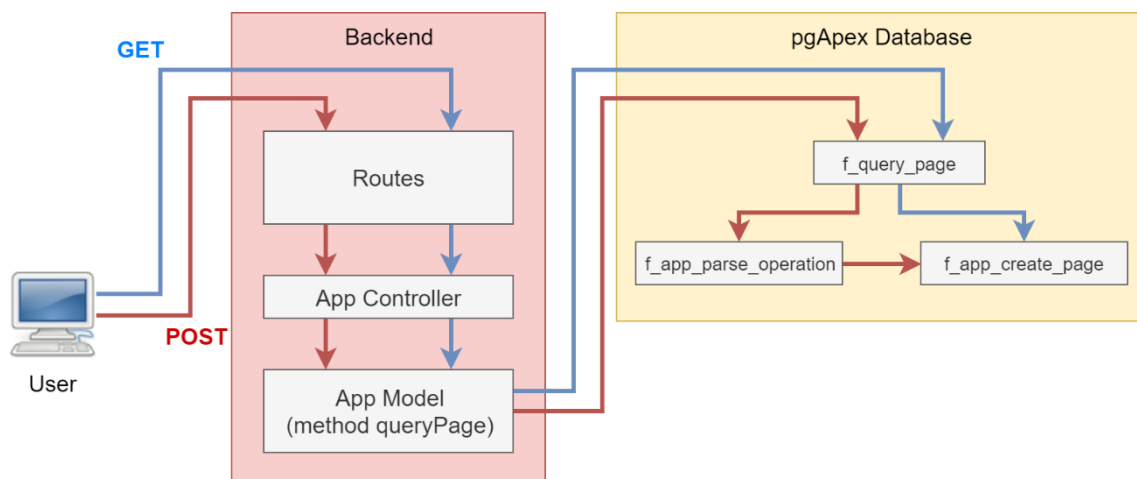 Backend
pgApex Database
GET
Routes
f_query_page
f_app_parse_operation
f_app_create_page
App Controller
POST
User
App Model
(method queryPage)